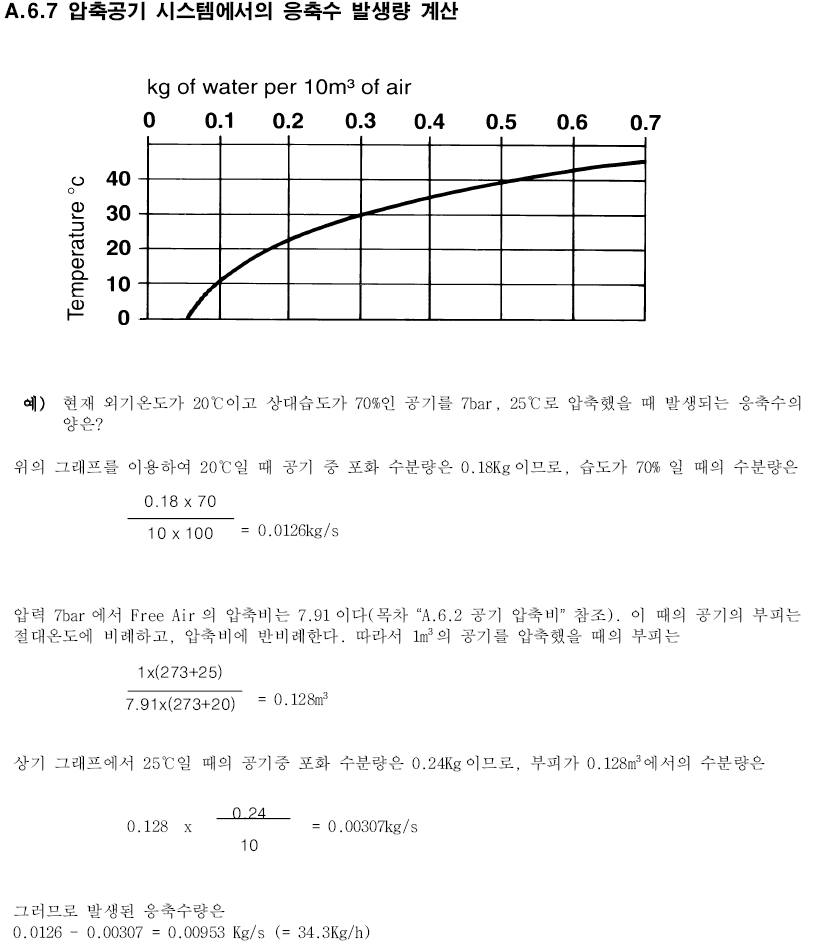 A.6.7 압축공기 시스템에서의 응축수 발생량 계산
kg of water per 10m³ of air
0 0.1 0.2 0.3 0.4 0.5 0.6 0.7
Temperature °c
40
30
20
10
0
예) 현재 외기온도가 20℃이고 상대습도가 70%인 공기를 7bar, 25℃로 압축했을 때 발생되는 응축수의
양은?
위의 그래프를 이용하여 20℃일 때 공기 중 포화 수분량은 0.18Kg이므로, 습도가 70% 일 때의 수분량은
0.18 x 70
10 x 100 = 0.0126kg/s
압력 7bar에서 Free Air의 압축비는 7.91이다(목차 “A.6.2 공기 압축비” 참조). 이 때의 공기의 부피는
절대온도에 비례하고, 압축비에 반비례한다. 따라서 1m³의 공기를 압축했을 때의 부피는
1x(273+25)
7.91x(273+20) = 0.128m³
상기 그래프에서 25℃일 때의 공기중 포화 수분량은 0.24Kg이므로, 부피가 0.128m³에서의 수분량은
0.24
0.128 x = 0.00307kg/s
10
그러므로 발생된 응축수량은
0.0126 - 0.00307 = 0.00953 Kg/s (= 34.3Kg/h)